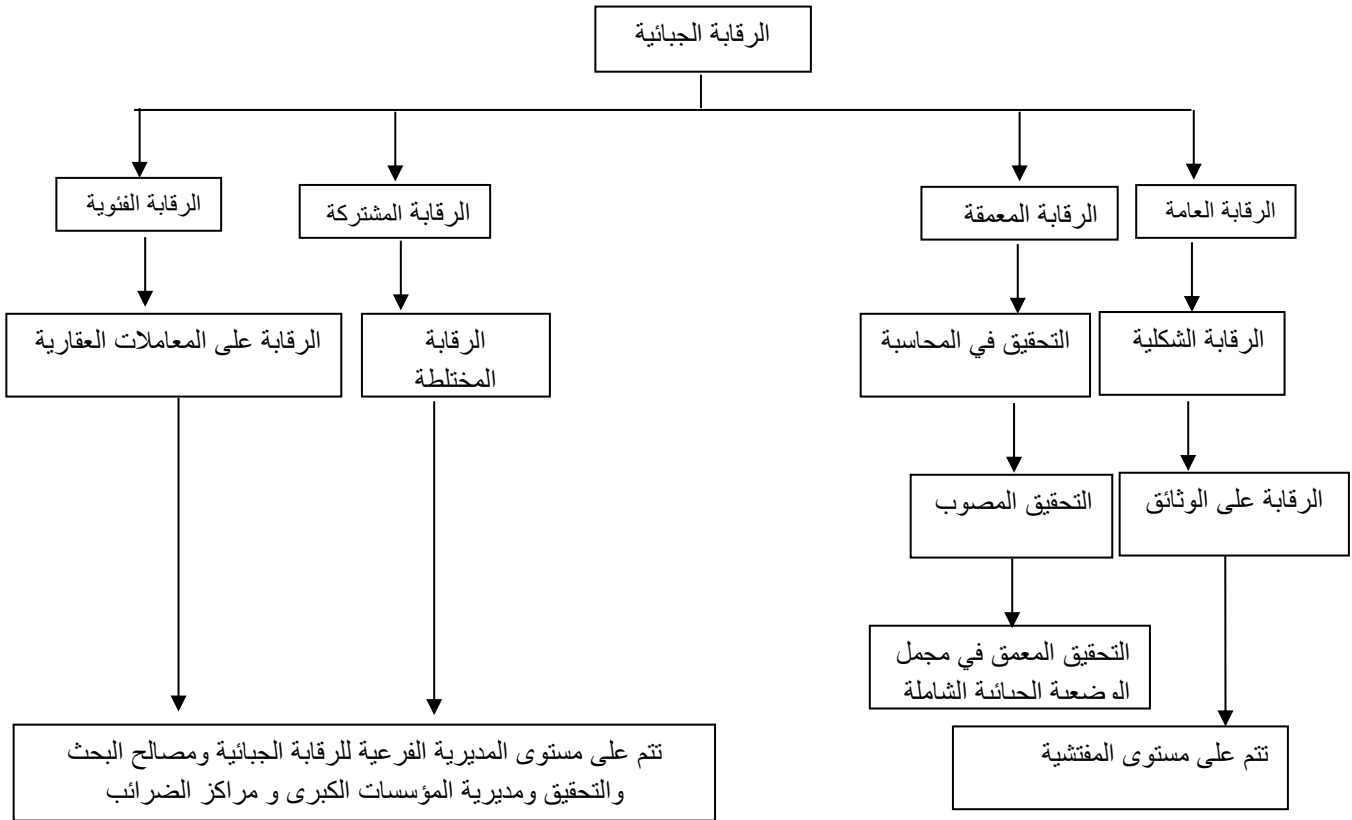 الرقابة الجبائية
الرقابة العامة
الرقابة المعمقة
الرقابة المشتركة
الرقابة الفئوية
الرقابة الشكلية
التحقيق في المحاسبة
الرقابة
المختلطة
الرقابة على المعاملات العقارية
الرقابة على الوثائق
التحقيق المصوب
التحقيق المعمق في مجمل
الوضعية الجبائية الشاملة
تتم على مستوى المفتشية
تتم على مستوى المديرية الفرعية للرقابة الجبائية ومصالح البحث
والتحقيق ومديرية المؤسسات الكبرى و مراكز الضرائب